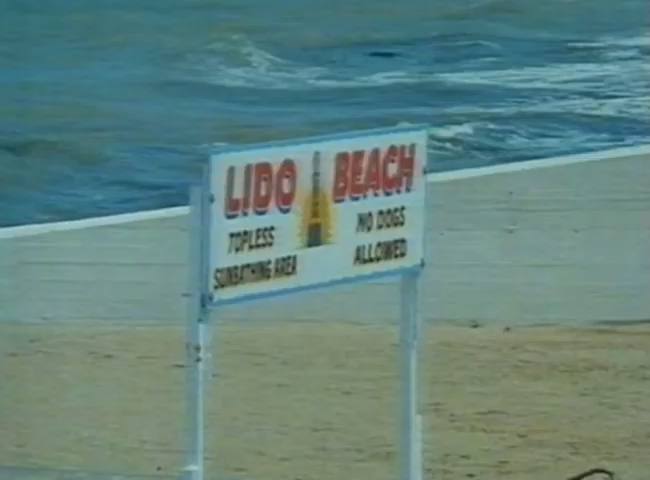 LIDO BEACH
TOPLESS
SUNBATHING AREA
NO DOGS
ALLOWED